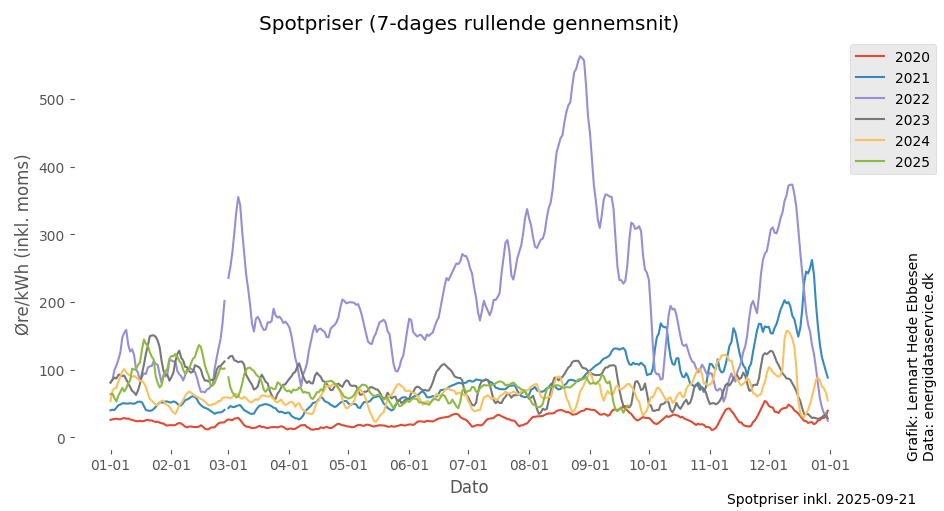 Spotpriser (7-dages rullende gennemsnit)
2020
2021
2022
2023
2024
2025
Øre/kWh (inkl. moms)
500
400
300
200
100
0
01-01 02-01 03-01 04-01 05-01 06-01 07-01 08-01 09-01 10-01 11-01 12-01 01-01
Dato
Grafik: Lennart Hede Ebbesen
Data: energidataservice.dk
Spotpriser inkl. 2025-09-21